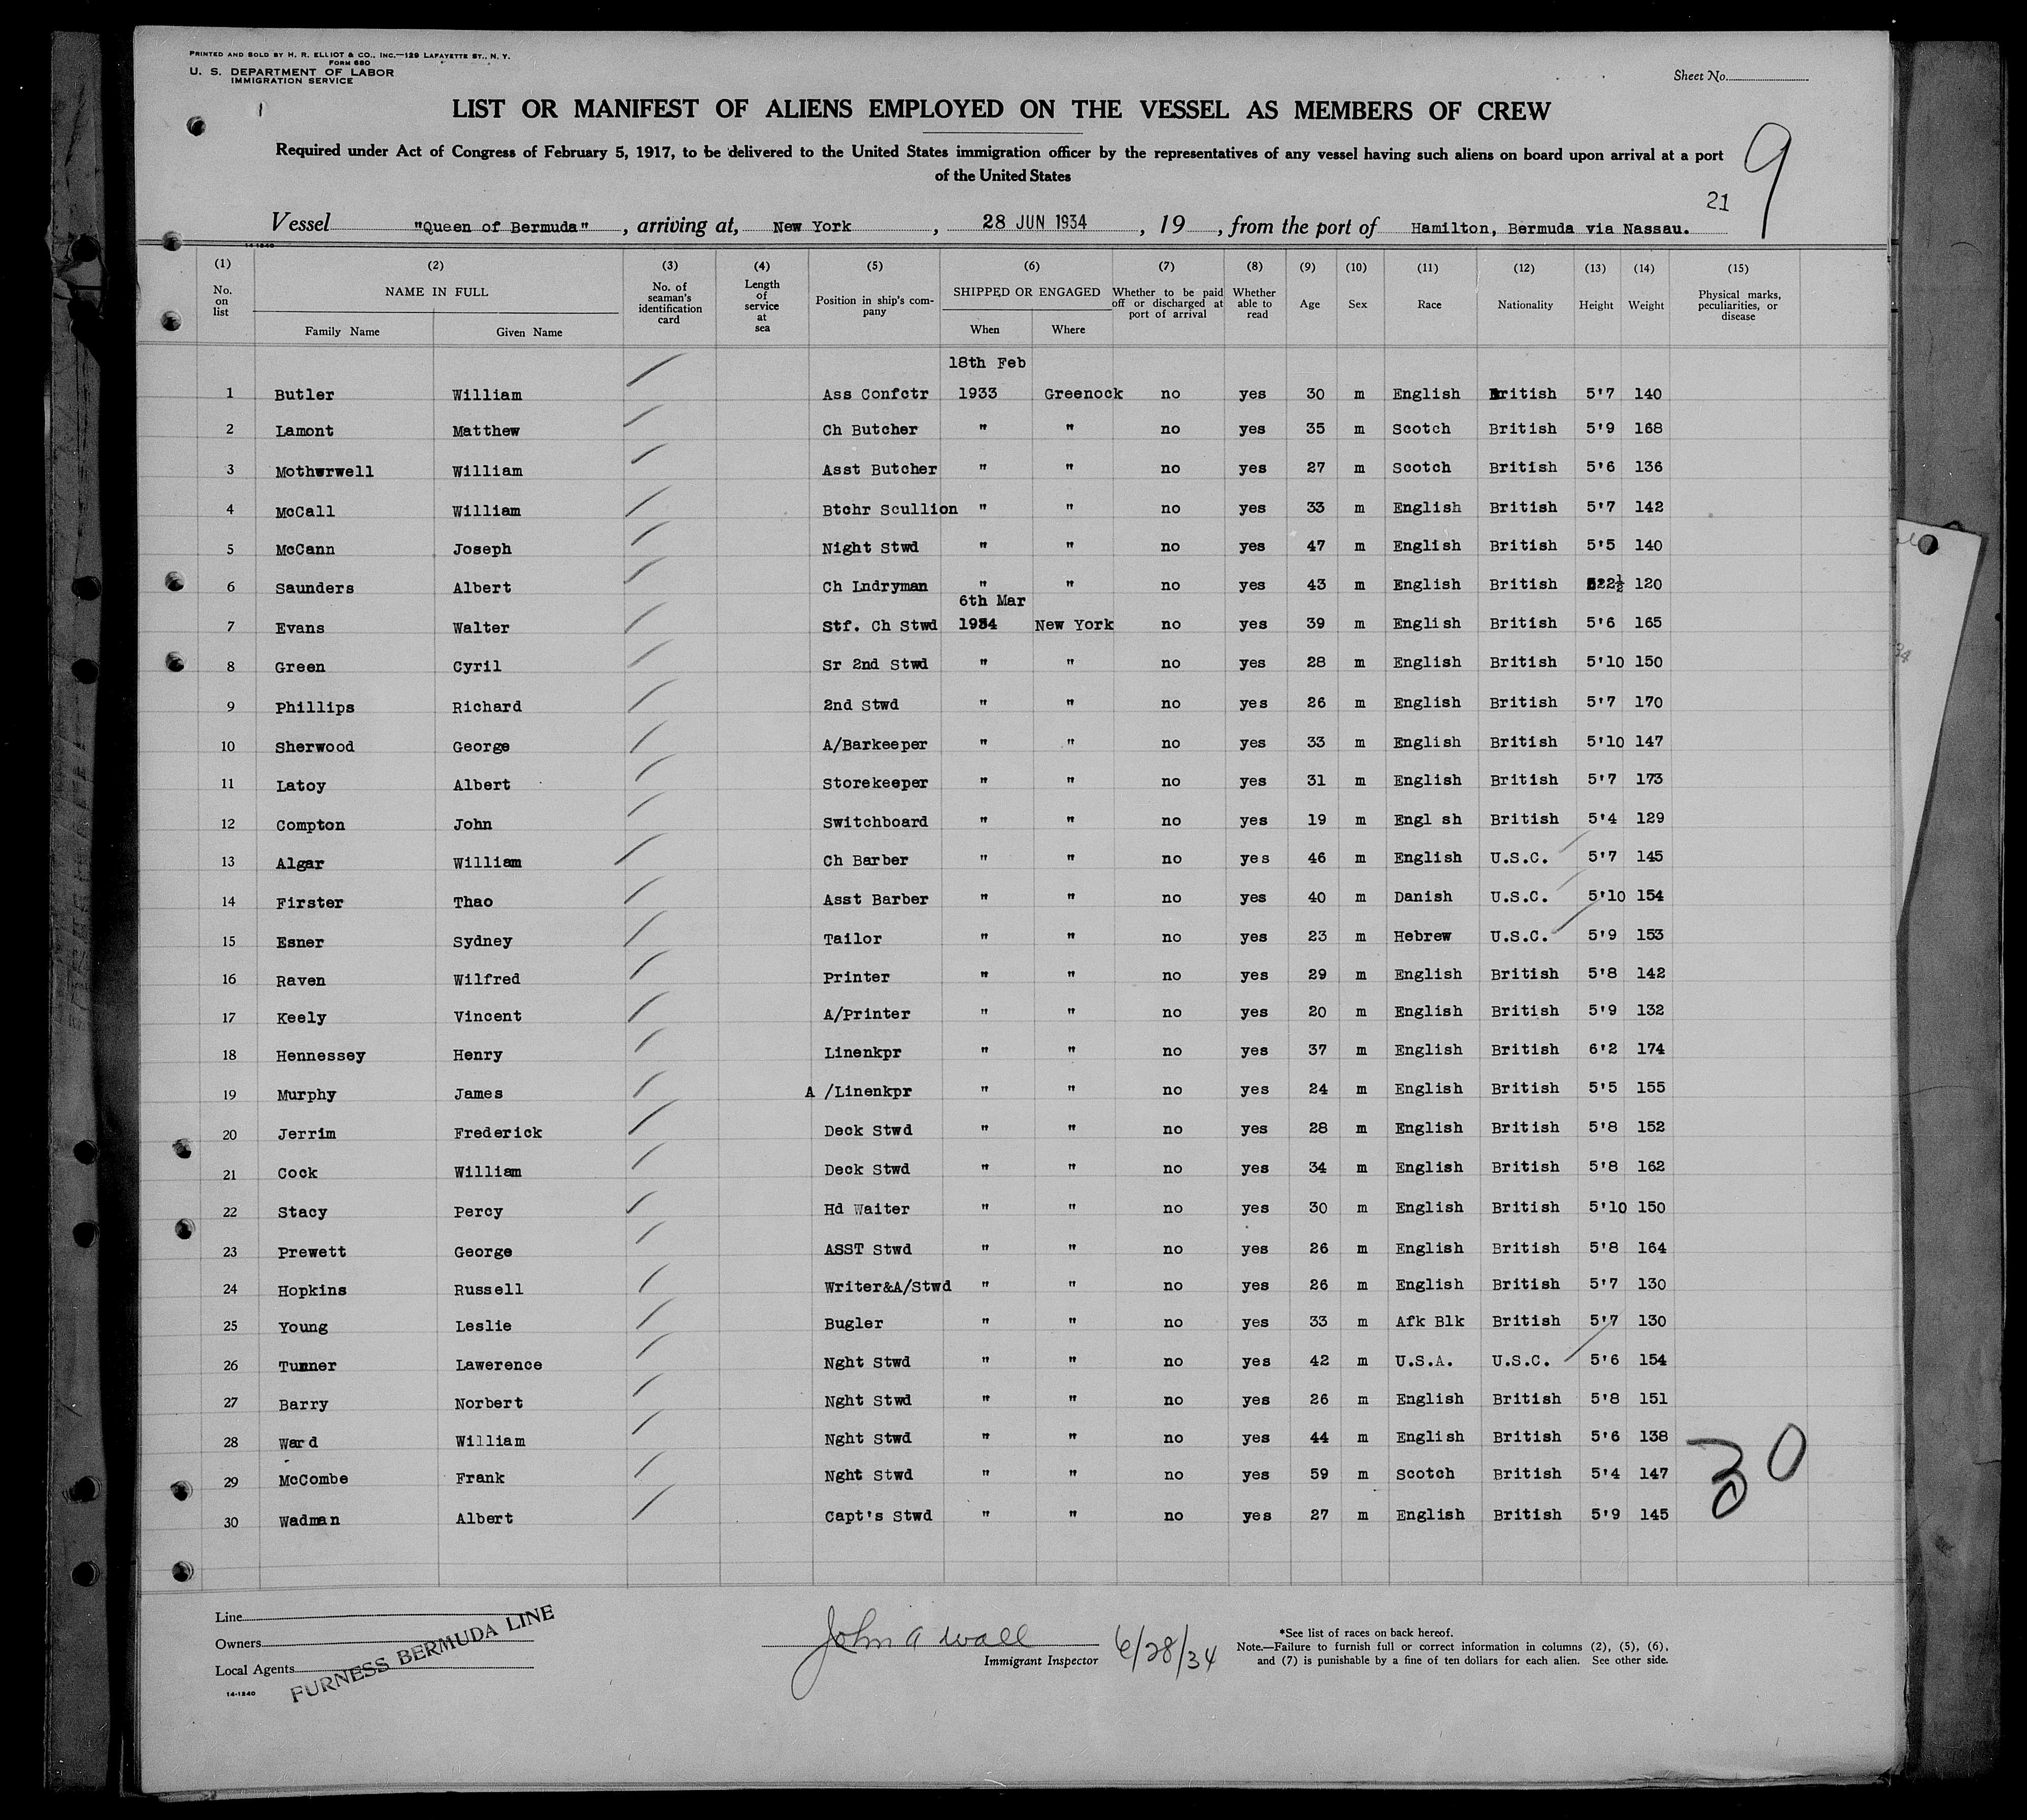 PRINTED AND SOLD BY H. R. ELLIOT & CO., INC.—129 LAFAYETTE ST., N. Y.
FORM 680
U. S. DEPARTMENT OF LABOR
IMMIGRATION SERVICE
Sheet No.
LIST OR MANIFEST OF ALIENS EMPLOYED ON THE VESSEL AS MEMBERS OF CREW
9
Required under Act of Congress of February 5, 1917, to be delivered to the United States immigration officer by the representatives of any vessel having such aliens on board upon arrival at a port
of the United States
21
Vessel "Queen of Bermuda", arriving at, New York, 28 JUN 1934, 19, from the port of Hamilton, Bermuda via Nassau.
14-1240
(1) (2) (3) (4) (5) (6) (7) (8) (9) (10) (11) (12) (13) (14) (15)
No. on list NAME IN FULL Family Name Given Name No. of seaman's identification card Length of service at sea Position in ship's company SHIPPED OR ENGAGED When Where Whether to be paid off or discharged at port of arrival Whether able to read Age Sex Race Nationality Height Weight Physical marks, peculiarities, or disease
18th Feb
1 Butler William Ass Confctr 1933 Greenock no yes 30 m English British 5'7 140
2 Lamont Matthew Ch Butcher " " no yes 35 m Scotch British 5'9 168
3 Motherwell William Asst Butcher " " no yes 27 m Scotch British 5'6 136
4 McCall William Btchr Scullion " " no yes 33 m English British 5'7 142
5 McCann Joseph Night Stwd " " no yes 47 m English British 5'5 140
6 Saunders Albert Ch Lndryman " " no yes 43 m English British 120
6th Mar
7 Evans Walter Stf. Ch Stwd 1934 New York no yes 39 m English British 5'6 165
8 Green Cyril Sr 2nd Stwd " " no yes 28 m English British 5'10 150
9 Phillips Richard 2nd Stwd " " no yes 26 m English British 5'7 170
10 Sherwood George A/Barkeeper " " no yes 33 m English British 5'10 147
11 Latoy Albert Storekeeper " " no yes 31 m English British 5'7 173
12 Compton John Switchboard " " no yes 19 m Engl sh British 5'4 129
13 Algar William Ch Barber " " no yes 46 m English U.S.C. 5'7 145
14 Firster Thao Asst Barber " " no yes 40 m Danish U.S.C. 5'10 154
15 Esner Sydney Tailor " " no yes 23 m Hebrew U.S.C. 5'9 153
16 Raven Wilfred Printer " " no yes 29 m English British 5'8 142
17 Keely Vincent A/Printer " " no yes 20 m English British 5'9 132
18 Hennessey Henry Linenkpr " " no yes 37 m English British 6'2 174
19 Murphy James A /Linenkpr " " no yes 24 m English British 5'5 155
20 Jerrim Frederick Deck Stwd " " no yes 28 m English British 5'8 152
21 Cock William Deck Stwd " " no yes 34 m English British 5'8 162
22 Stacy Percy Hd Waiter " " no yes 30 m English British 5'10 150
23 Prewett George ASST Stwd " " no yes 26 m English British 5'8 164
24 Hopkins Russell Writer&A/Stwd " " no yes 26 m English British 5'7 130
25 Young Leslie Bugler " " no yes 33 m Afk Blk British 5'7 130
26 Tunner Lawerence Nght Stwd " " no yes 42 m U.S.A. U.S.C. 5'6 154
27 Barry Norbert Nght Stwd " " no yes 26 m English British 5'8 151
28 Ward William Nght Stwd " " no yes 44 m English British 5'6 138
29 McCombe Frank Nght Stwd " " no yes 59 m Scotch British 5'4 147
30 Wadman Albert Capt's Stwd " " no yes 27 m English British 5'9 145
30
Line
Owners
Local Agents
FURNESS BERMUDA LINE
14-1240
John A Wall
Immigrant Inspector
6/28/34
*See list of races on back hereof.
Note.—Failure to furnish full or correct information in columns (2), (5), (6),
and (7) is punishable by a fine of ten dollars for each alien. See other side.